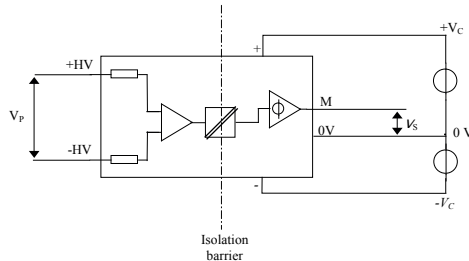 +V_C
+
+HV
M
V_P
ϕ
V_S
0V
0 V
-HV
-
-V_C
Isolation
barrier